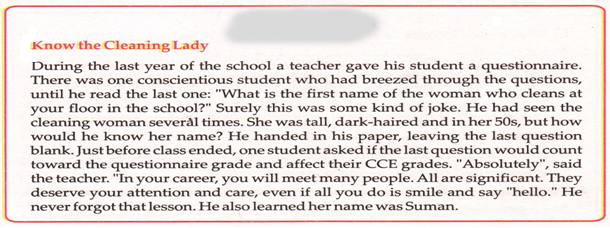 Know the Cleaning Lady
During the last year of the school a teacher gave his student a questionnaire.
There was one conscientious student who had breezed through the questions,
until he read the last one: "What is the first name of the woman who cleans at
your floor in the school?" Surely this was some kind of joke. He had seen the
cleaning woman several times. She was tall, dark-haired and in her 50s, but how
would he know her name? He handed in his paper, leaving the last question
blank. Just before class ended, one student asked if the last question would count
toward the questionnaire grade and affect their CCE grades. "Absolutely", said
the teacher. "In your career, you will meet many people. All are significant. They
deserve your attention and care, even if all you do is smile and say "hello." He
never forgot that lesson. He also learned her name was Suman.